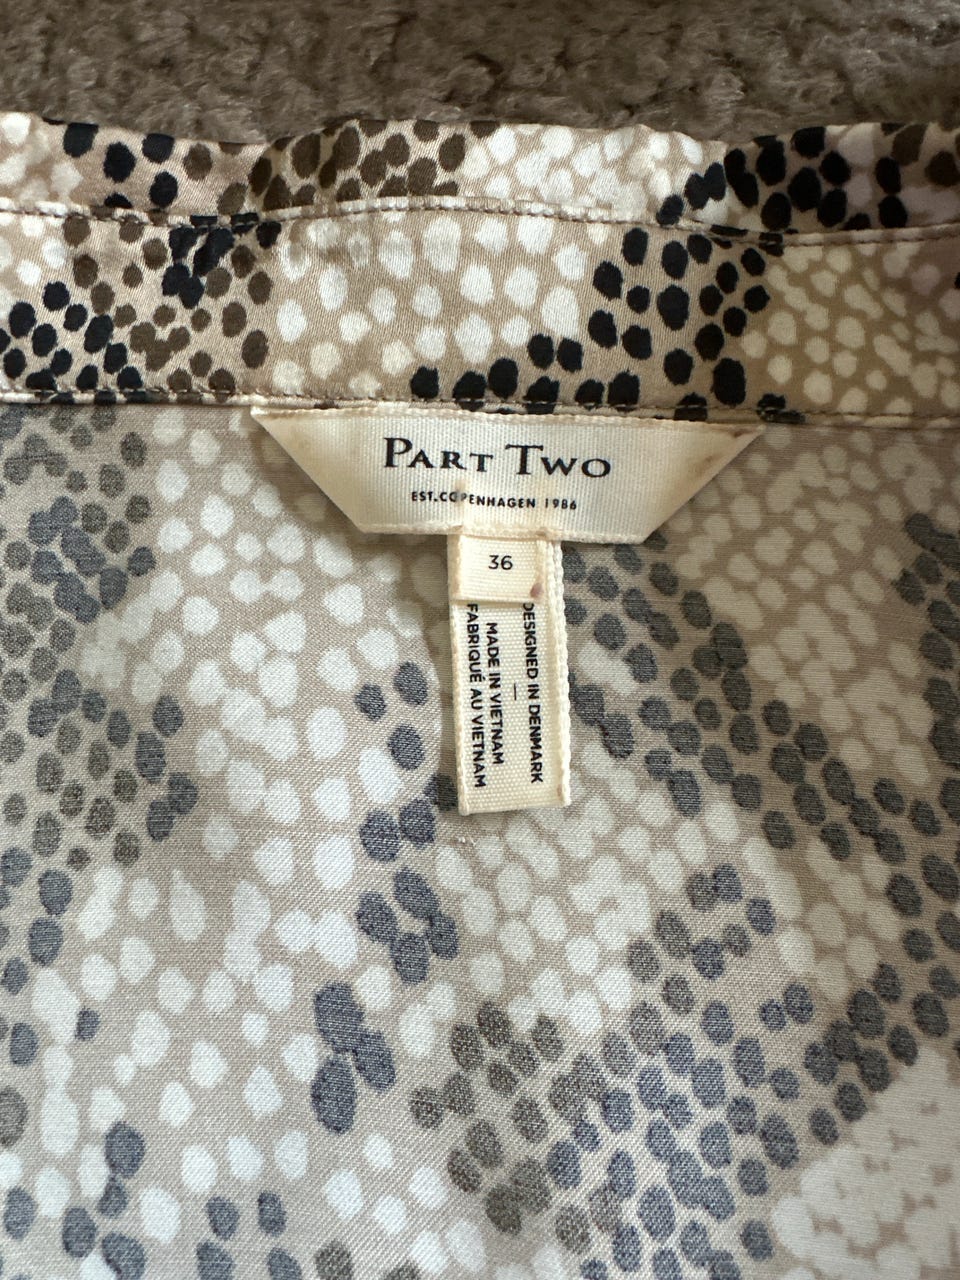 PART TWO
EST.COPENHAGEN 1986
36
DESIGNED IN DENMARK
—
MADE IN VIETNAM
FABRIQUÉ AU VIETNAM